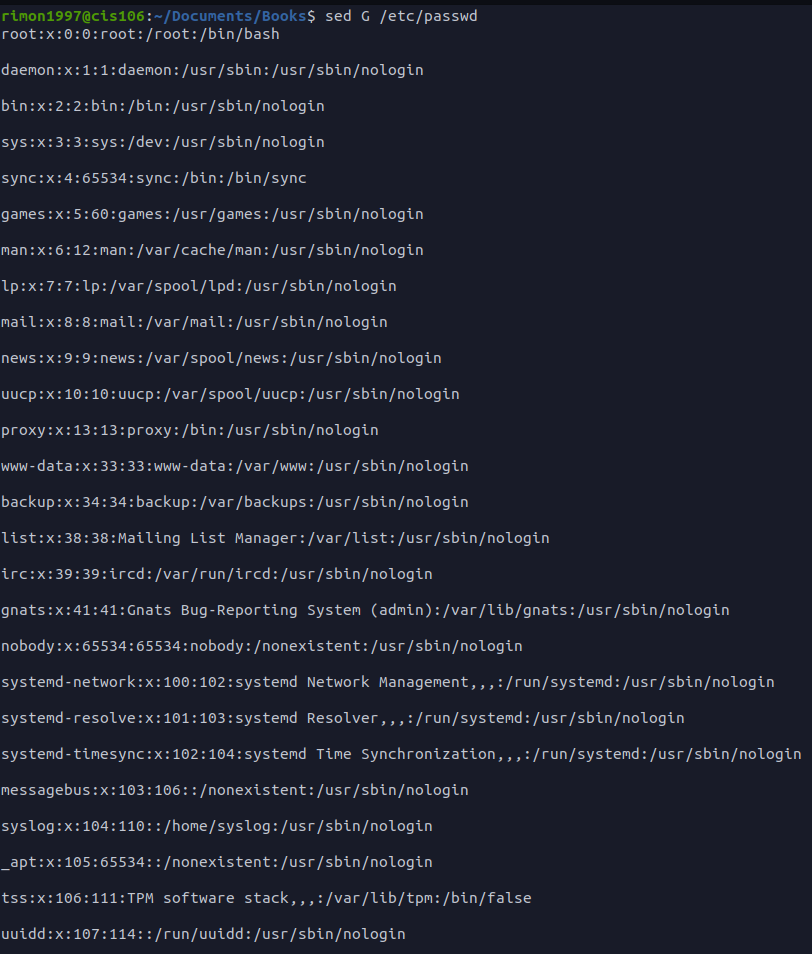 rimon1997@cis106:~/Documents/Books$ sed G /etc/passwd
root:x:0:0:root:/root:/bin/bash
daemon:x:1:1:daemon:/usr/sbin:/usr/sbin/nologin
bin:x:2:2:bin:/bin:/usr/sbin/nologin
sys:x:3:3:sys:/dev:/usr/sbin/nologin
sync:x:4:65534:sync:/bin:/bin/sync
games:x:5:60:games:/usr/games:/usr/sbin/nologin
man:x:6:12:man:/var/cache/man:/usr/sbin/nologin
lp:x:7:7:lp:/var/spool/lpd:/usr/sbin/nologin
mail:x:8:8:mail:/var/mail:/usr/sbin/nologin
news:x:9:9:news:/var/spool/news:/usr/sbin/nologin
uucp:x:10:10:uucp:/var/spool/uucp:/usr/sbin/nologin
proxy:x:13:13:proxy:/bin:/usr/sbin/nologin
www-data:x:33:33:www-data:/var/www:/usr/sbin/nologin
backup:x:34:34:backup:/var/backups:/usr/sbin/nologin
list:x:38:38:Mailing List Manager:/var/list:/usr/sbin/nologin
irc:x:39:39:ircd:/var/run/ircd:/usr/sbin/nologin
gnats:x:41:41:Gnats Bug-Reporting System (admin):/var/lib/gnats:/usr/sbin/nologin
nobody:x:65534:65534:nobody:/nonexistent:/usr/sbin/nologin
systemd-network:x:100:102:systemd Network Management,,,:/run/systemd:/usr/sbin/nologin
systemd-resolve:x:101:103:systemd Resolver,,,:/run/systemd:/usr/sbin/nologin
systemd-timesync:x:102:104:systemd Time Synchronization,,,:/run/systemd:/usr/sbin/nologin
messagebus:x:103:106::/nonexistent:/usr/sbin/nologin
syslog:x:104:110::/home/syslog:/usr/sbin/nologin
_apt:x:105:65534::/nonexistent:/usr/sbin/nologin
tss:x:106:111:TPM software stack,,,:/var/lib/tpm:/bin/false
uuidd:x:107:114::/run/uuidd:/usr/sbin/nologin